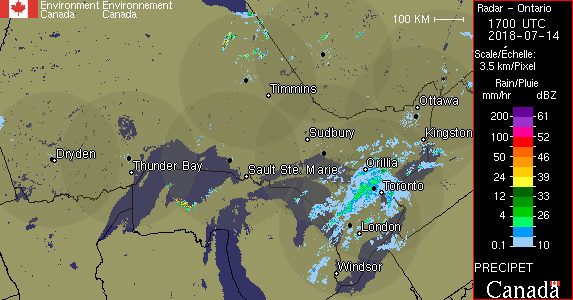 Environment Environnement
Canada Canada
100 KM
Timmins
Ottawa
Sudbury
Kingston
Dryden
Thunder Bay
Sault Ste. Marie
Orillia
Toronto
London
Windsor
Radar - Ontario
1700 UTC
2018-07-14
Scale/Échelle:
3.5 km/Pixel
Rain/Pluie
mm/hr dBZ
200 61
100 52
50 46
24 39
12 33
4 26
0.1 10
PRECIPET
Canada